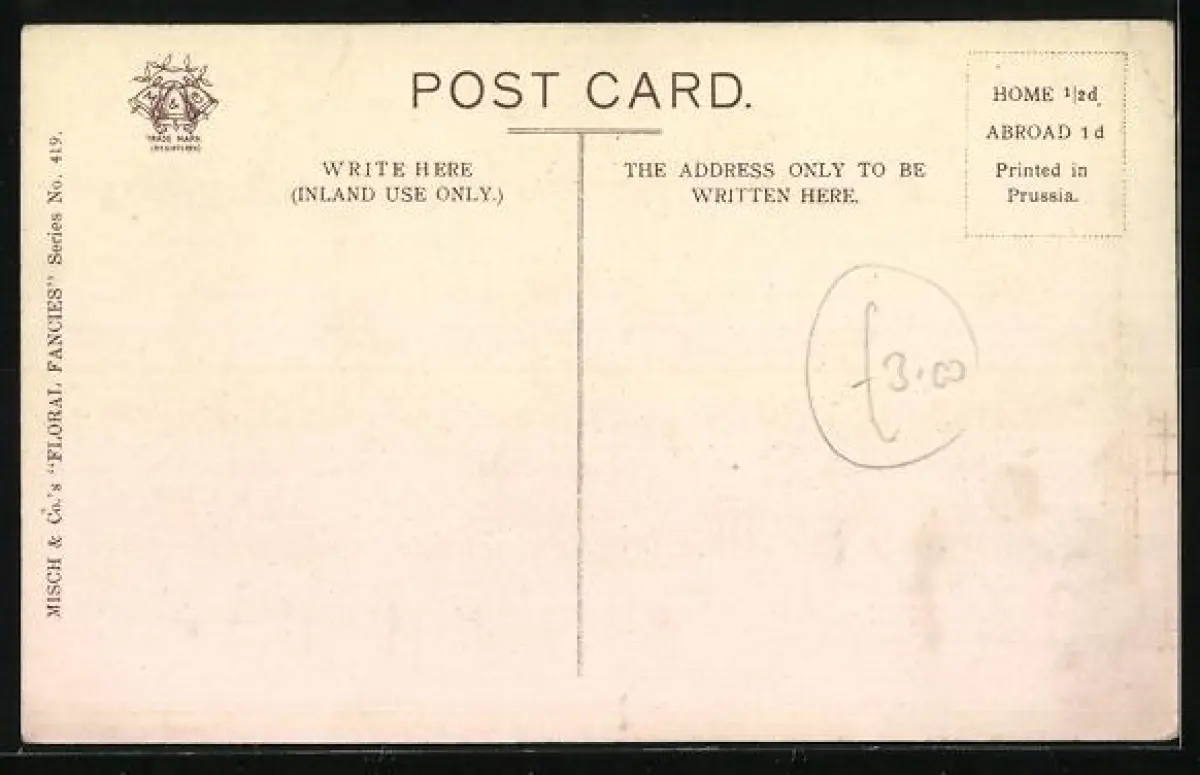 POST CARD.
M & C
TRADE MARK
(REGISTERED)
WRITE HERE
(INLAND USE ONLY.)
THE ADDRESS ONLY TO BE
WRITTEN HERE.
HOME 1/2d.
ABROAD 1d
Printed in
Prussia.
MISCH & Co.'s "FLORAL FANCIES" Series No. 419.
£3.00